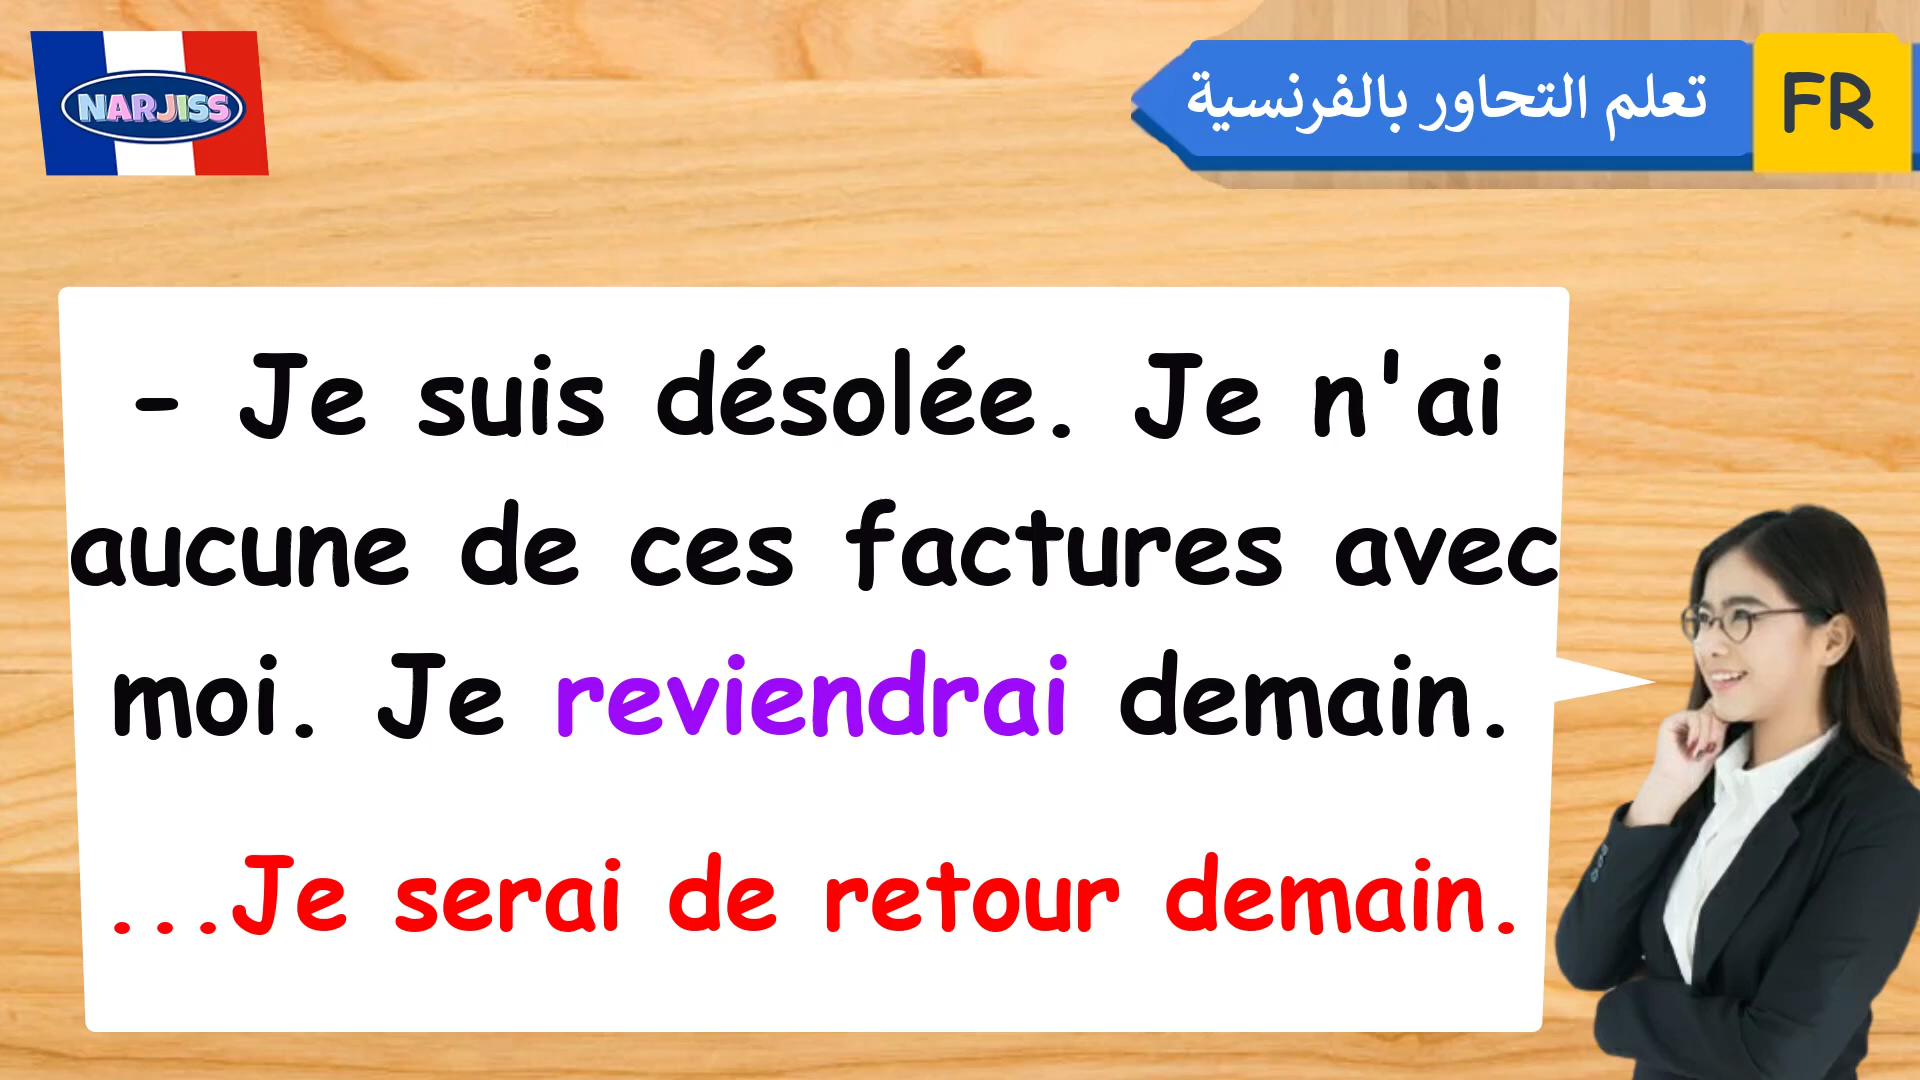 NARJISS
تعلم التحاور بالفرنسية
FR
- Je suis désolée. Je n'ai
aucune de ces factures avec
moi. Je reviendrai demain.
...Je serai de retour demain.